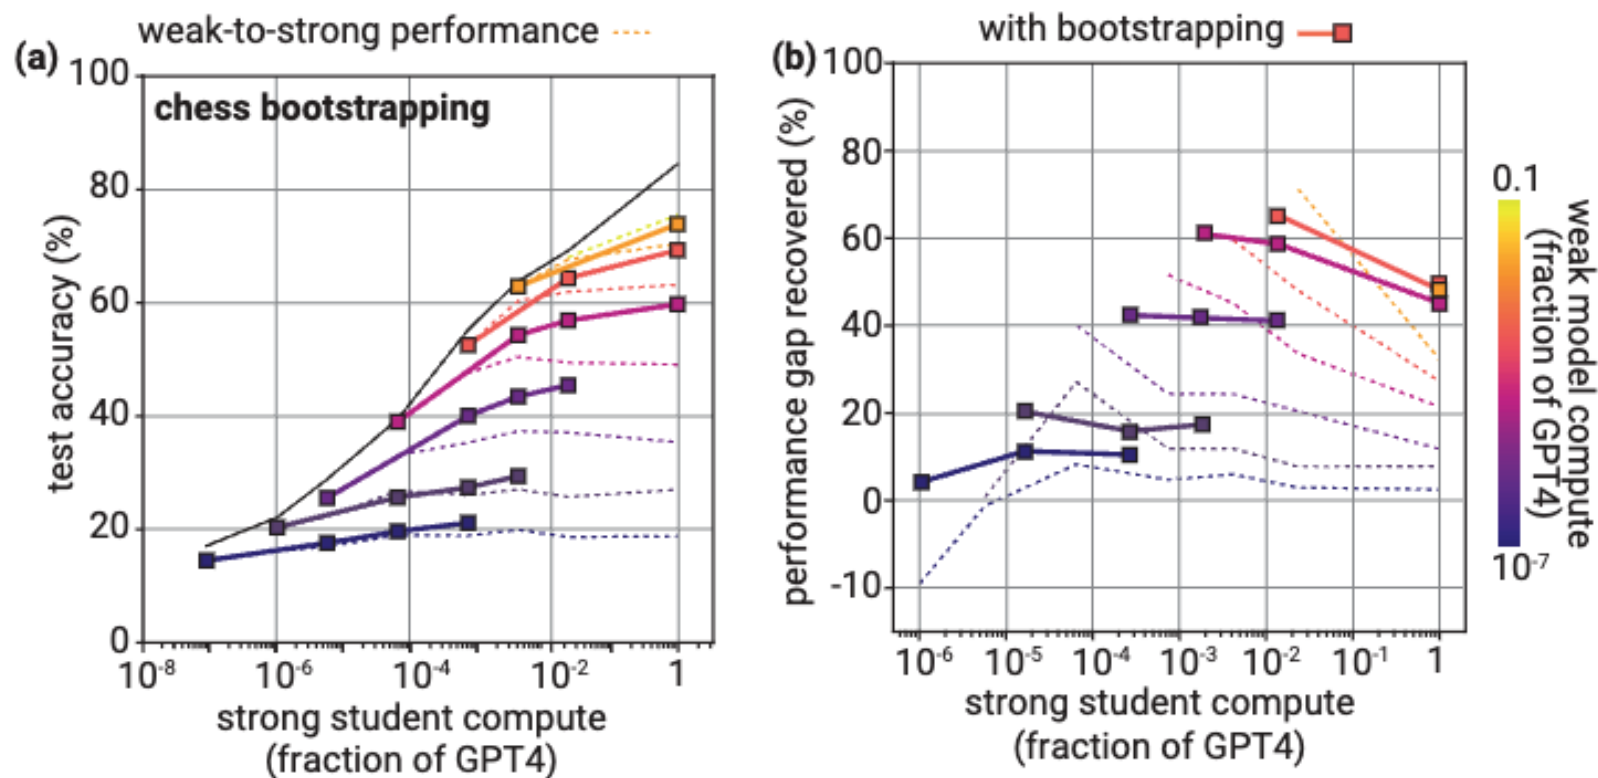 weak-to-strong performance
(a)
chess bootstrapping
test accuracy (%)
100
80
60
40
20
0
10-8
10-6
10-4
10-2
1
strong student compute
(fraction of GPT4)
with bootstrapping
(b)
performance gap recovered (%)
100
80
60
40
20
0
-10
10-6
10-5
10-4
10-3
10-2
10-1
1
strong student compute
(fraction of GPT4)
0.1
10-7
weak model compute
(fraction of GPT4)